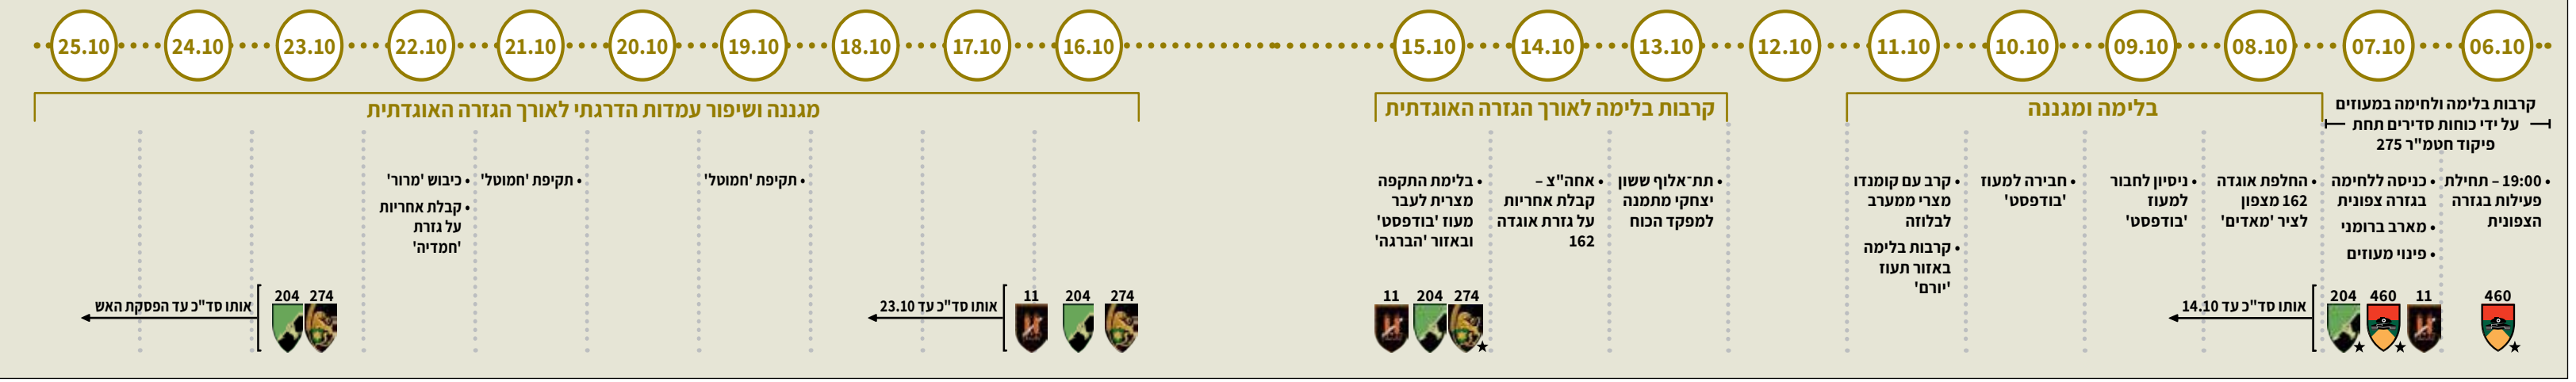 06.10
07.10
08.10
09.10
10.10
11.10
12.10
13.10
14.10
15.10
16.10
17.10
18.10
19.10
20.10
21.10
22.10
23.10
24.10
25.10
קרבות בלימה ולחימה במעוזים
על ידי כוחות סדירים תחת
פיקוד חטמ"ר 275
בלימה ומגננה
קרבות בלימה לאורך הגזרה האוגדתית
מגננה ושיפור עמדות הדרגתי לאורך הגזרה האוגדתית
• 19:00 – תחילת
פעילות בגזרה
הצפונית
• כניסה ללחימה
בגזרה צפונית
• מארב ברומני
• פינוי מעוזים
• החלפת אוגדה
162 מצפון
לציר 'מאדים'
• ניסיון לחבור
למעוז
'בודפסט'
• חבירה למעוז
'בודפסט'
• קרב עם קומנדו
מצרי ממערב
לבלוזה
• קרבות בלימה
באזור תעוז
'יורם'
• תת־אלוף ששון
יצחקי מתמנה
למפקד הכוח
• אחה"צ –
קבלת אחריות
על גזרת אוגדה
162
• בלימת התקפה
מצרית לעבר
מעוז 'בודפסט'
ובאזור 'הברגה'
• תקיפת 'חמוטל'
• תקיפת 'חמוטל'
• כיבוש 'מרור'
• קבלת אחריות
על גזרת
'חמדיה'
460
11
460
204
אותו סד"כ עד 14.10
274
204
11
274
204
11
אותו סד"כ עד 23.10
274
204
אותו סד"כ עד הפסקת האש